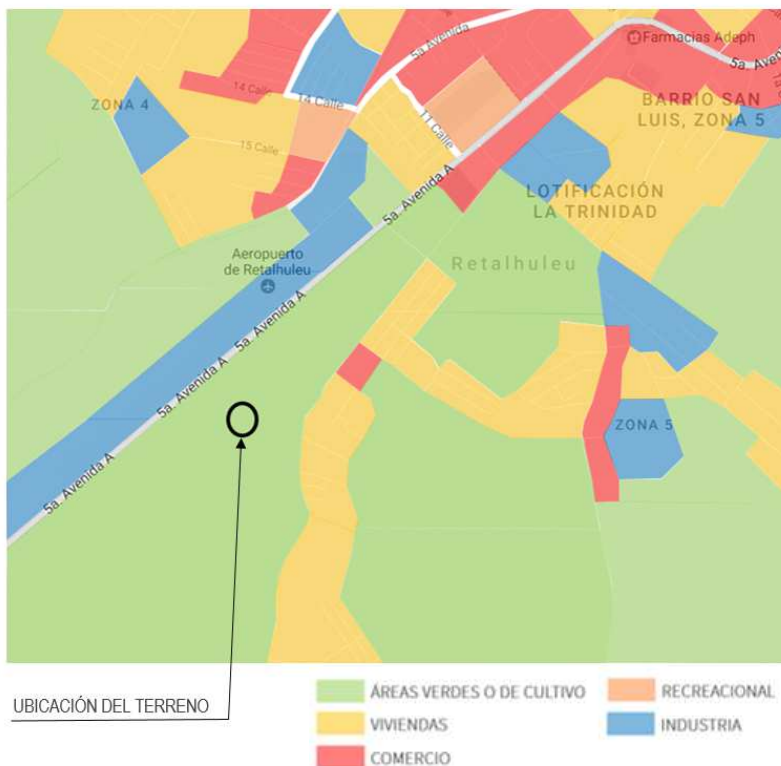 5a Avenida
Farmacias Adeph
5a. Aven
14 Calle
14 Calle
11 Calle
ZONA 4
BARRIO SAN
LUIS, ZONA 5
15 Calle
5a. Avenida A
LOTIFICACIÓN
LA TRINIDAD
Aeropuerto
de Retalhuleu
Retalhuleu
5a. Avenida A
5a. Avenida A
5a. Avenida A
ZONA 5
UBICACIÓN DEL TERRENO
ÁREAS VERDES O DE CULTIVO
RECREACIONAL
VIVIENDAS
INDUSTRIA
COMERCIO